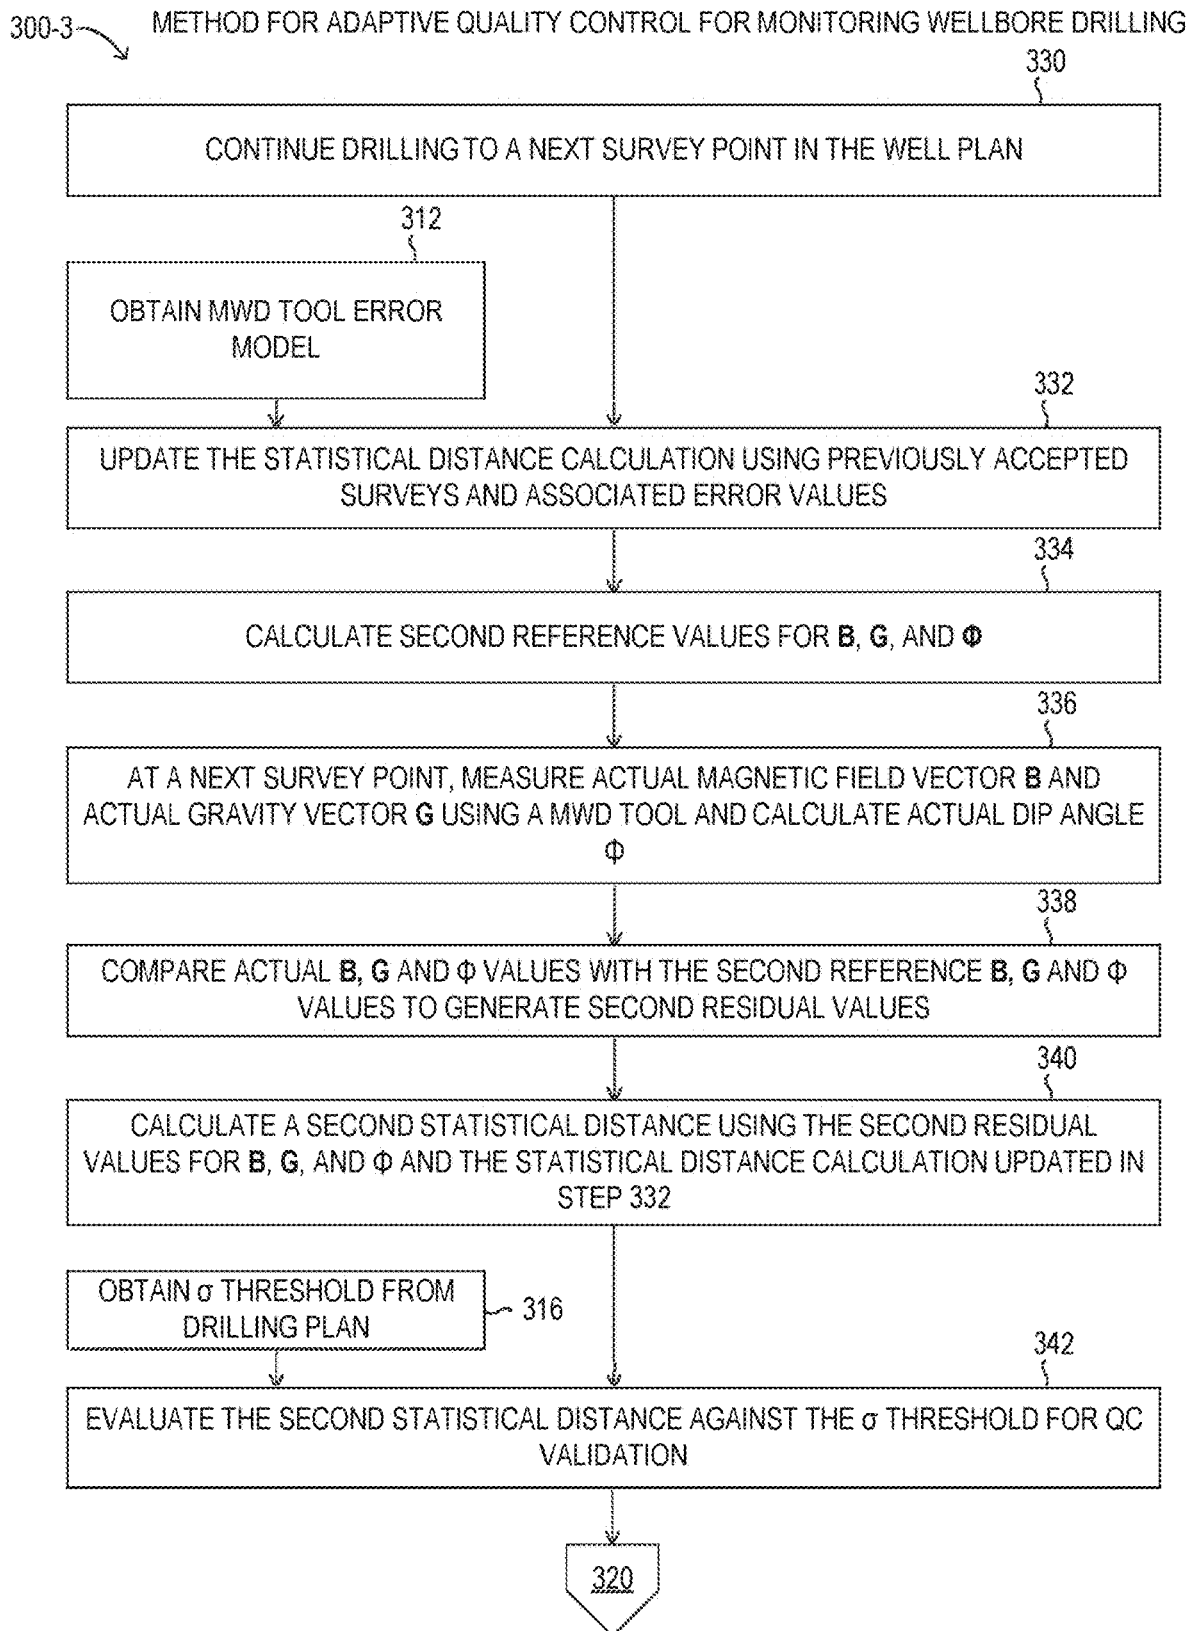 300-3
METHOD FOR ADAPTIVE QUALITY CONTROL FOR MONITORING WELLBORE DRILLING
330
CONTINUE DRILLING TO A NEXT SURVEY POINT IN THE WELL PLAN
312
OBTAIN MWD TOOL ERROR
MODEL
332
UPDATE THE STATISTICAL DISTANCE CALCULATION USING PREVIOUSLY ACCEPTED
SURVEYS AND ASSOCIATED ERROR VALUES
334
CALCULATE SECOND REFERENCE VALUES FOR B, G, AND Φ
336
AT A NEXT SURVEY POINT, MEASURE ACTUAL MAGNETIC FIELD VECTOR B AND
ACTUAL GRAVITY VECTOR G USING A MWD TOOL AND CALCULATE ACTUAL DIP ANGLE
Φ
338
COMPARE ACTUAL B, G AND Φ VALUES WITH THE SECOND REFERENCE B, G AND Φ
VALUES TO GENERATE SECOND RESIDUAL VALUES
340
CALCULATE A SECOND STATISTICAL DISTANCE USING THE SECOND RESIDUAL
VALUES FOR B, G, AND Φ AND THE STATISTICAL DISTANCE CALCULATION UPDATED IN
STEP 332
OBTAIN σ THRESHOLD FROM
DRILLING PLAN
316
342
EVALUATE THE SECOND STATISTICAL DISTANCE AGAINST THE σ THRESHOLD FOR QC
VALIDATION
320